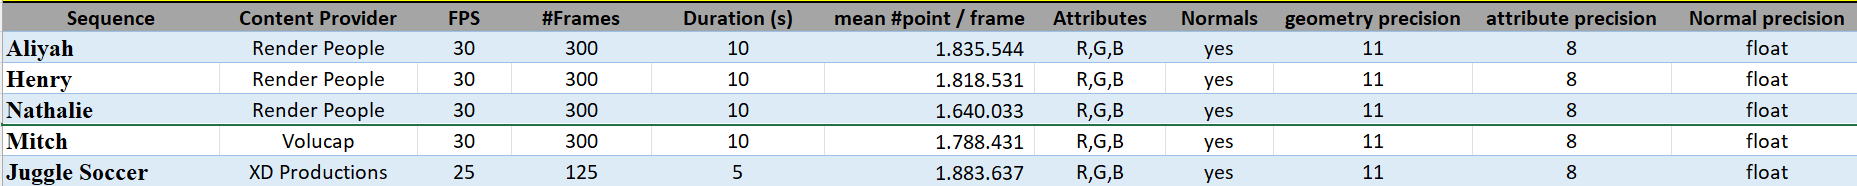 Sequence Content Provider FPS #Frames Duration (s) mean #point / frame Attributes Normals geometry precision attribute precision Normal precision
Aliyah Render People 30 300 10 1.835.544 R,G,B yes 11 8 float
Henry Render People 30 300 10 1.818.531 R,G,B yes 11 8 float
Nathalie Render People 30 300 10 1.640.033 R,G,B yes 11 8 float
Mitch Volucap 30 300 10 1.788.431 R,G,B yes 11 8 float
Juggle Soccer XD Productions 25 125 5 1.883.637 R,G,B yes 11 8 float